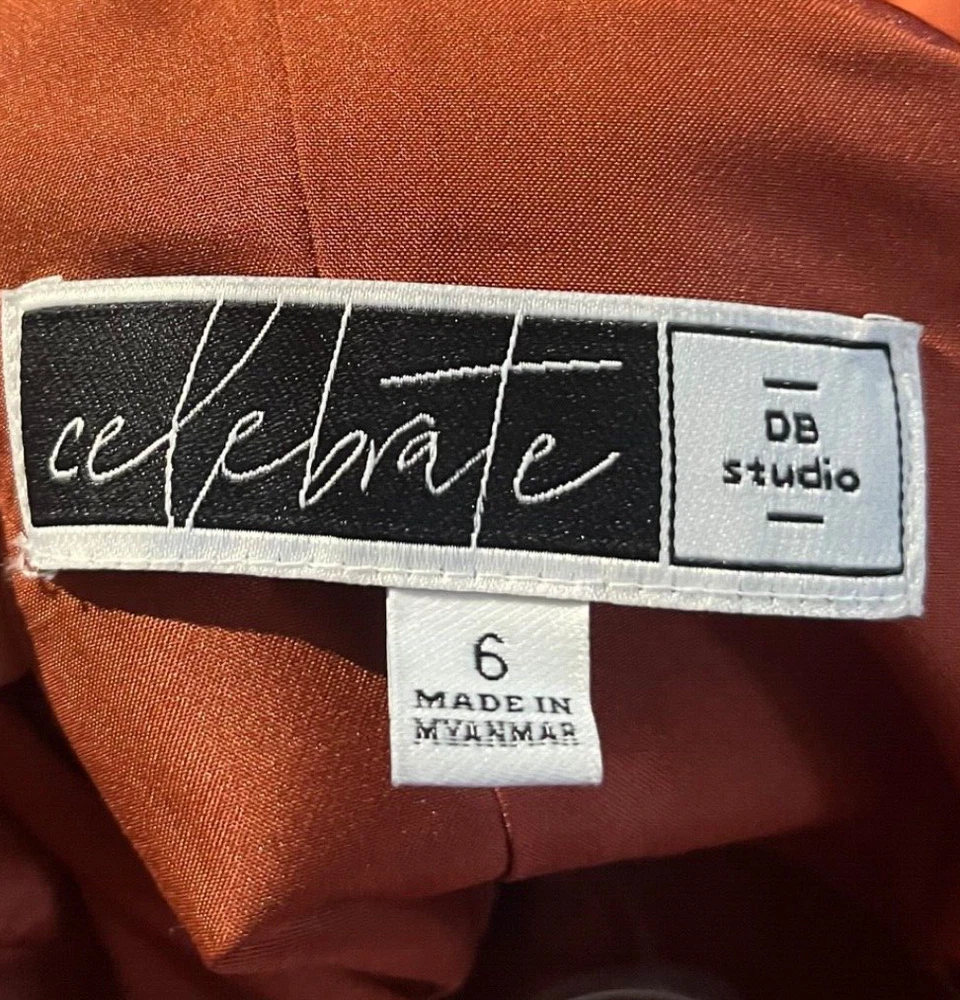 celebrate
DB
studio
6
MADE IN
MYANMAR